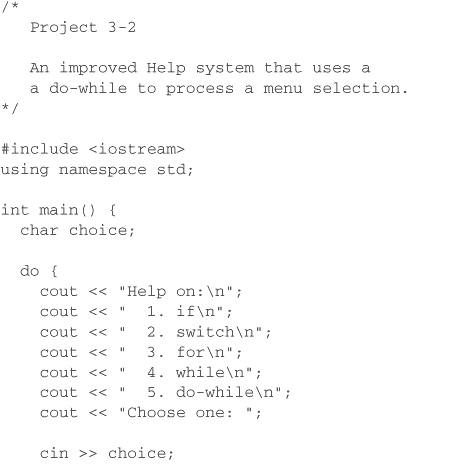 /*
   Project 3-2

   An improved Help system that uses a
   a do-while to process a menu selection.
*/

#include <iostream>
using namespace std;

int main() {
  char choice;

  do {
    cout << "Help on:\n";
    cout << "  1. if\n";
    cout << "  2. switch\n";
    cout << "  3. for\n";
    cout << "  4. while\n";
    cout << "  5. do-while\n";
    cout << "Choose one: ";

    cin >> choice;